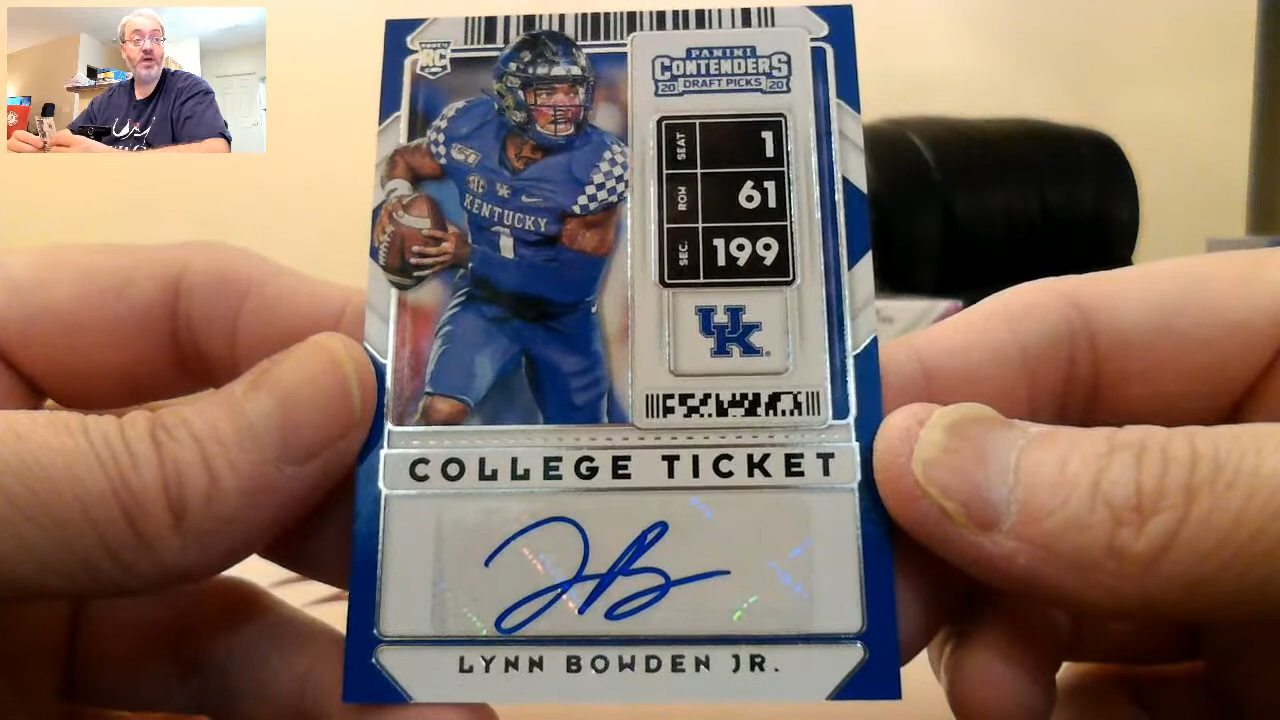 RC
PANINI
CONTENDERS
20 DRAFT PICKS 20
SEAT 1
ROW 61
SEC. 199
KENTUCKY
1
UK
COLLEGE TICKET
LYNN BOWDEN JR.